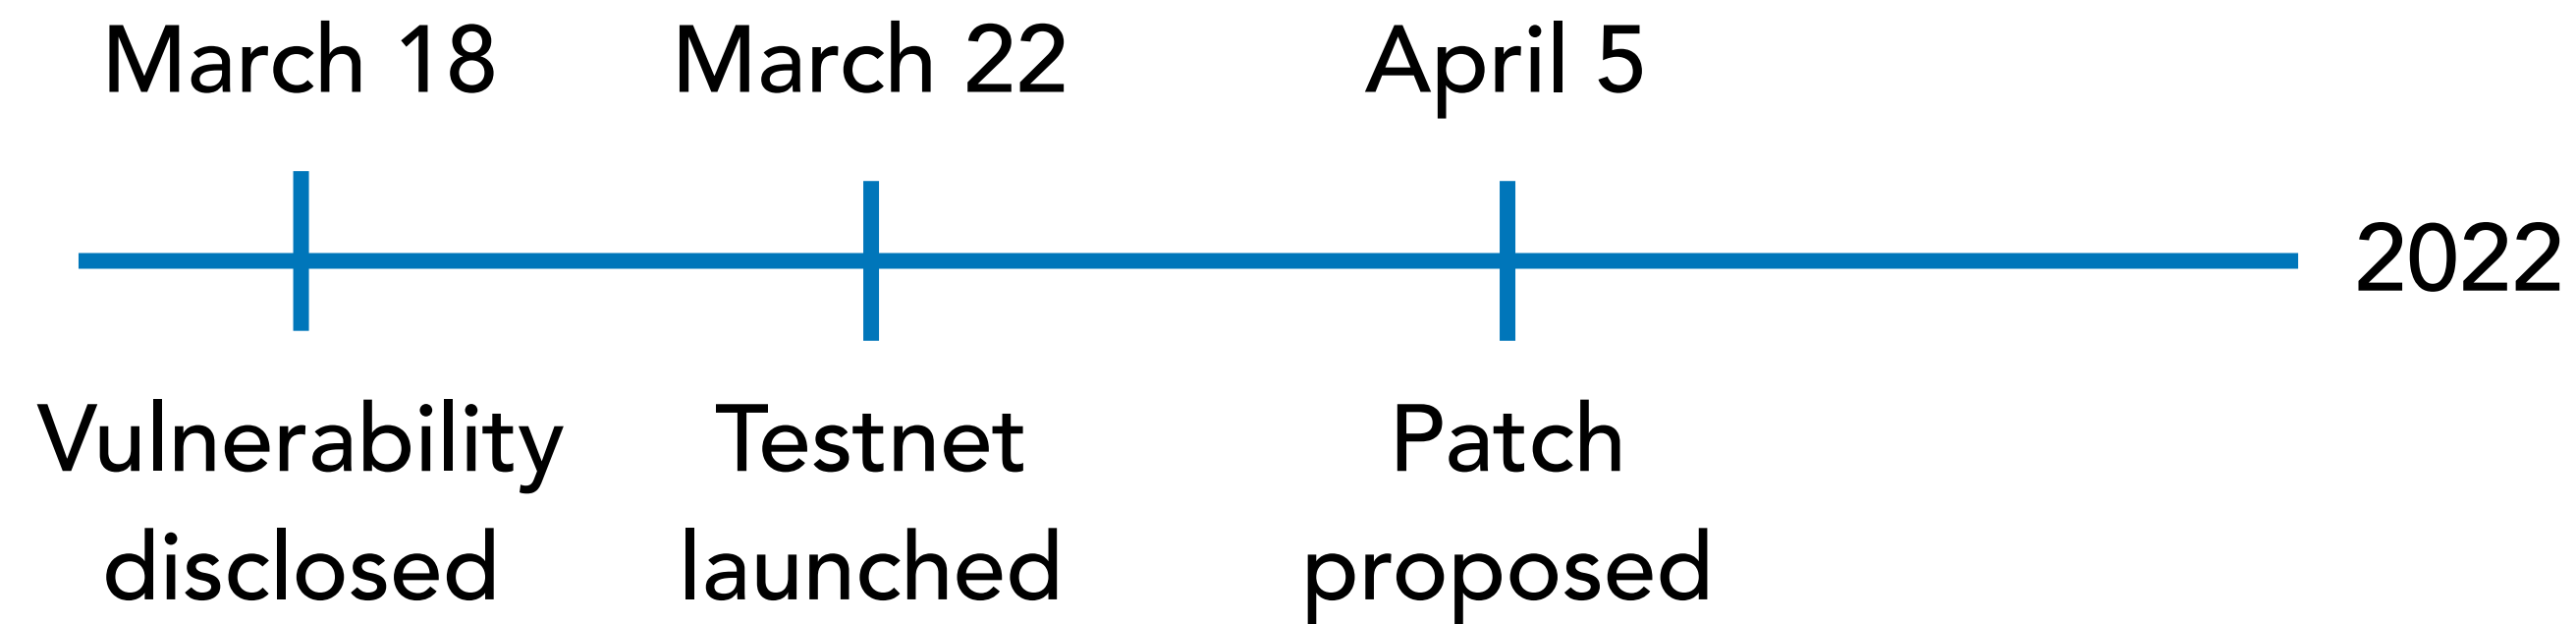 March 18
March 22
April 5
2022
Vulnerability
disclosed
Testnet
launched
Patch
proposed